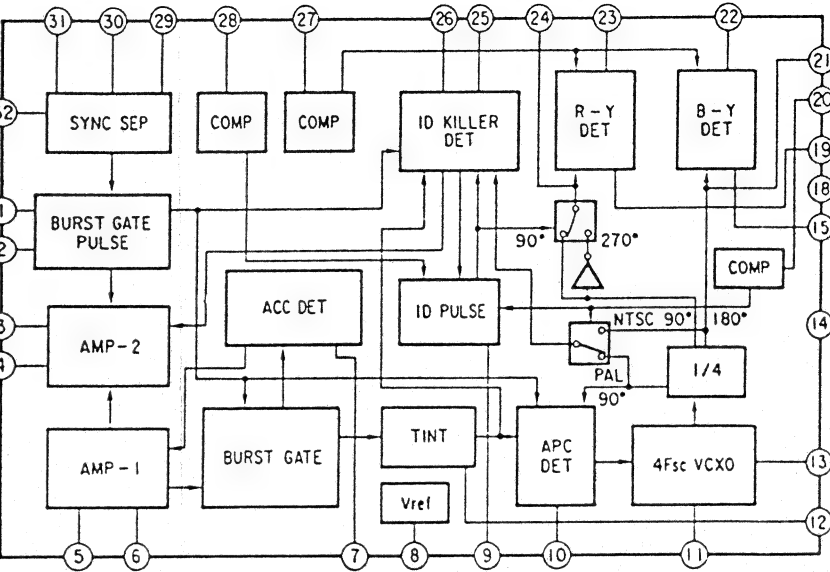 31 30 29 28 27 26 25 24 23 22
21
20
19
18
15
14
13
12
1
2
SYNC SEP
COMP
COMP
ID KILLER
DET
R-Y
DET
B-Y
DET
BURST GATE
PULSE
90° 270°
COMP
ACC DET
ID PULSE
NTSC 90° 180°
AMP-2
PAL
90°
1/4
AMP-1
BURST GATE
TINT
APC
DET
4Fsc VCXO
Vref
5 6 7 8 9 10 11